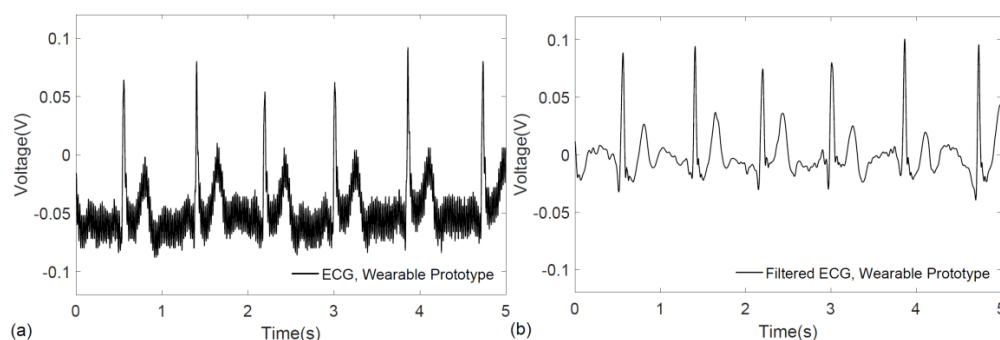 0.1
0.05
0
-0.05
-0.1
Voltage(V)
ECG, Wearable Prototype
0 1 2 3 4 5
Time(s)
(a)
0.1
0.05
0
-0.05
-0.1
Voltage(V)
Filtered ECG, Wearable Prototype
0 1 2 3 4 5
Time(s)
(b)